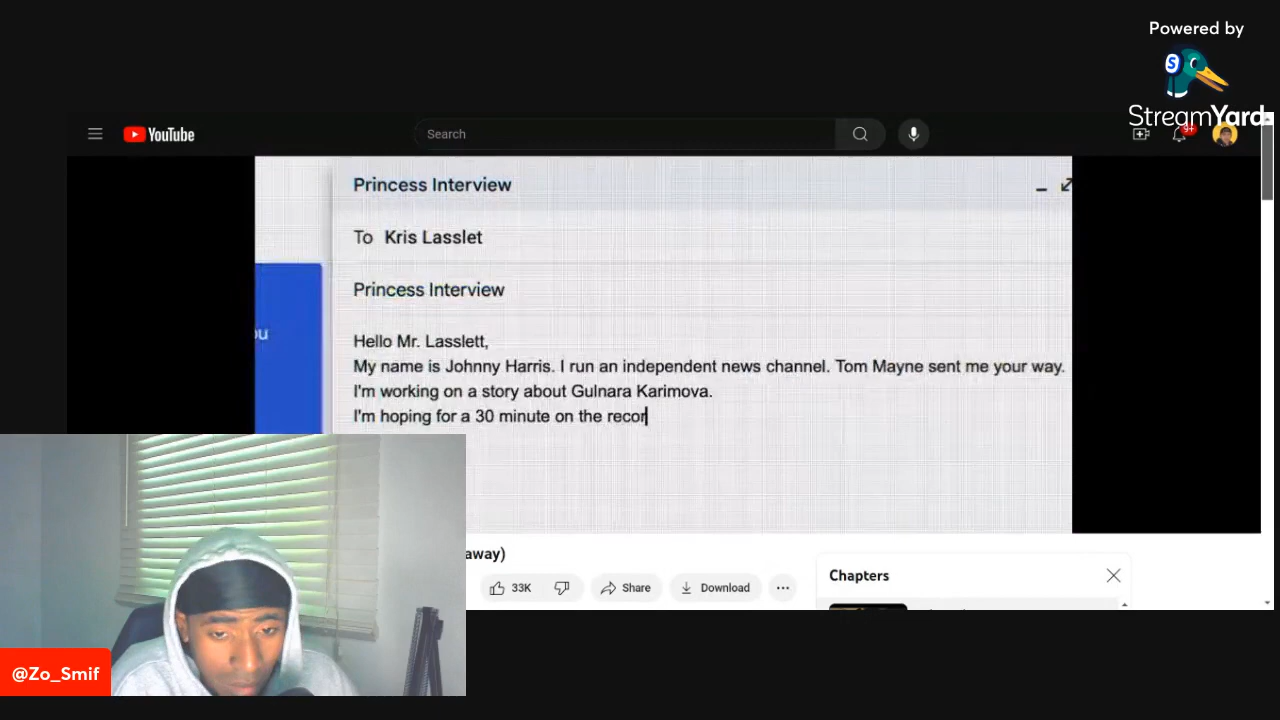 Powered by
S
StreamYard
YouTube
Search
9+
Princess Interview
To Kris Lasslet
Princess Interview
ou
Hello Mr. Lasslett,
My name is Johnny Harris. I run an independent news channel. Tom Mayne sent me your way.
I'm working on a story about Gulnara Karimova.
I'm hoping for a 30 minute on the recor
away)
33K
Share
Download
Chapters
@Zo_Smif